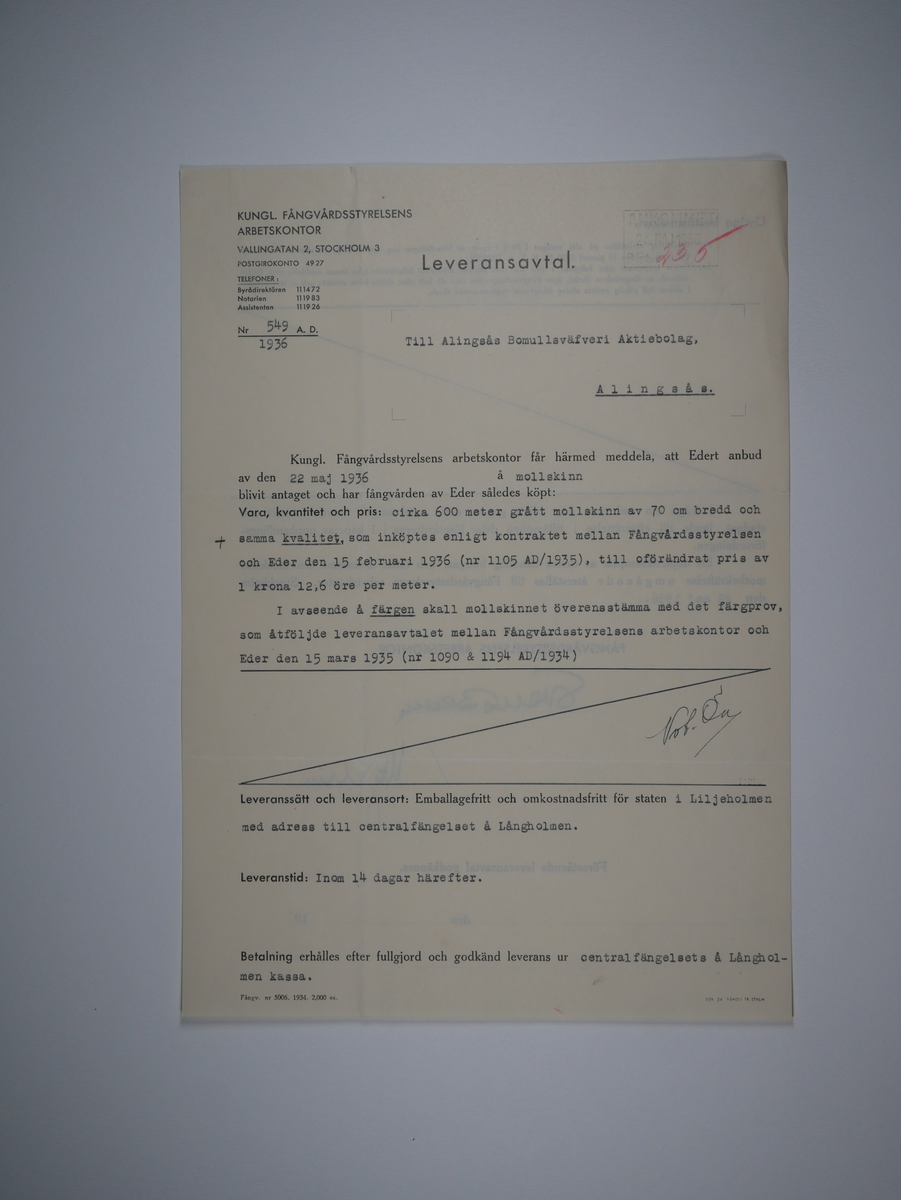 KUNGL. FÅNGVÅRDSSTYRELSENS
ARBETSKONTOR
VALLINGATAN 2, STOCKHOLM 3
POSTGIROKONTO 4927
TELEFONER:
Byrådirektören 111472
Notarien 111983
Assistenten 111926
Nr 549 A. D.
1936
Leveransavtal.
235
Till Alingsås Bomullsväfveri Aktiebolag,
Alingsås.
Kungl. Fångvårdsstyrelsens arbetskontor får härmed meddela, att Edert anbud
av den 22 maj 1936 å mollskinn
blivit antaget och har fångvården av Eder således köpt:
Vara, kvantitet och pris: cirka 600 meter grått mollskinn av 70 cm bredd och
+ samma kvalitet, som inköptes enligt kontraktet mellan Fångvårdsstyrelsen
och Eder den 15 februari 1936 (nr 1105 AD/1935), till oförändrat pris av
1 krona 12,6 öre per meter.
I avseende å färgen skall mollskinnet överensstämma med det färgprov,
som åtföljde leveransavtalet mellan Fångvårdsstyrelsens arbetskontor och
Eder den 15 mars 1935 (nr 1090 & 1194 AD/1934)
Leveranssätt och leveransort: Emballagefritt och omkostnadsfritt för staten i Liljeholmen
med adress till centralfängelset å Långholmen.
Leveranstid: Inom 14 dagar härefter.
Betalning erhålles efter fullgjord och godkänd leverans ur centralfängelsets å Långhol-
men kassa.
Fångv. nr 5006. 1934. 2,000 ex.